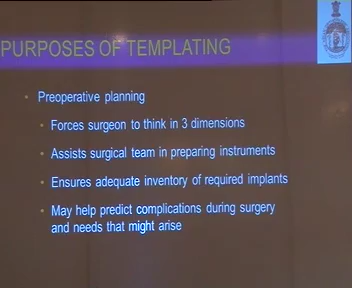 PURPOSES OF TEMPLATING
• Preoperative planning
• Forces surgeon to think in 3 dimensions
• Assists surgical team in preparing instruments
• Ensures adequate inventory of required implants
• May help predict complications during surgery
and needs that might arise